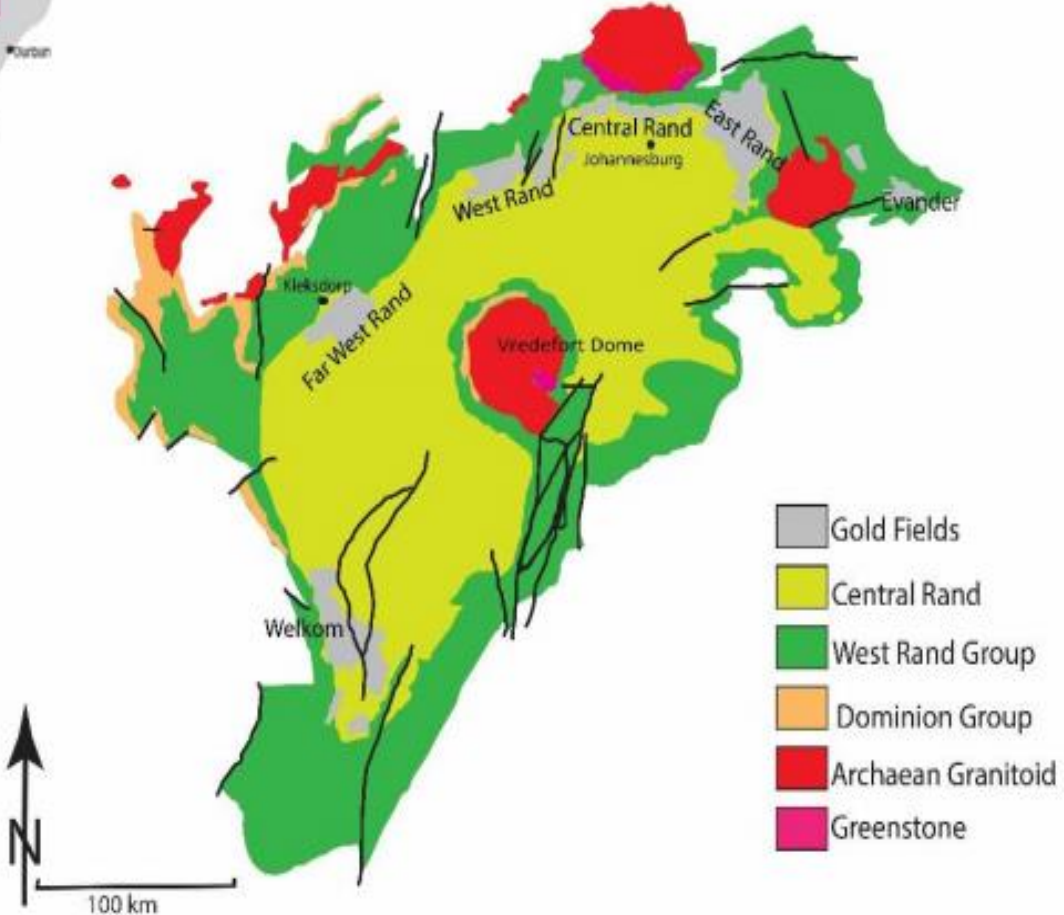 Durban
Central Rand
East Rand
Johannesburg
West Rand
Evander
Kleksdorp
Far West Rand
Vredefort Dome
Welkom
Gold Fields
Central Rand
West Rand Group
Dominion Group
Archaean Granitoid
Greenstone
N
100 km